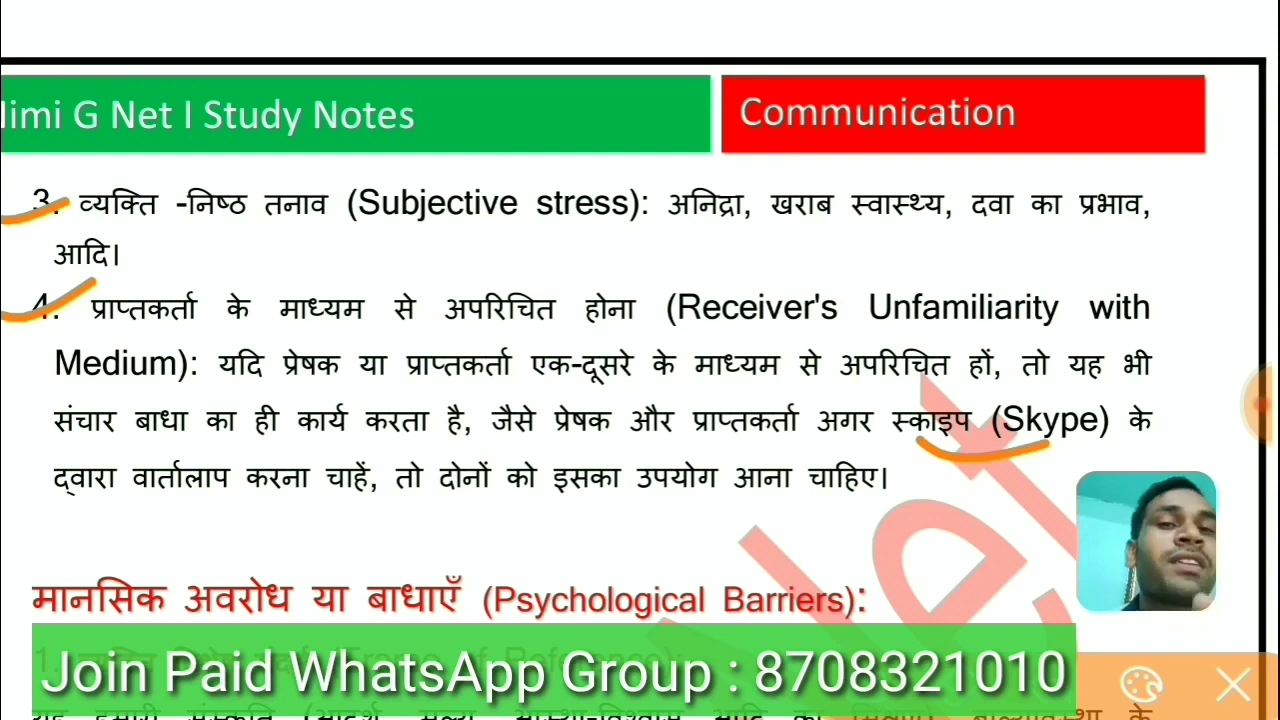 G Net I Study Notes
Communication
3. व्यक्ति -निष्ठ तनाव (Subjective stress): अनिद्रा, खराब स्वास्थ्य, दवा का प्रभाव,
आदि।
4. प्राप्तकर्ता के माध्यम से अपरिचित होना (Receiver's Unfamiliarity with
Medium): यदि प्रेषक या प्राप्तकर्ता एक-दूसरे के माध्यम से अपरिचित हों, तो यह भी
संचार बाधा का ही कार्य करता है, जैसे प्रेषक और प्राप्तकर्ता अगर स्काइप (Skype) के
द्वारा वार्तालाप करना चाहें, तो दोनों को इसका उपयोग आना चाहिए।
मानसिक अवरोध या बाधाएँ (Psychological Barriers):
Join Paid WhatsApp Group : 8708321010